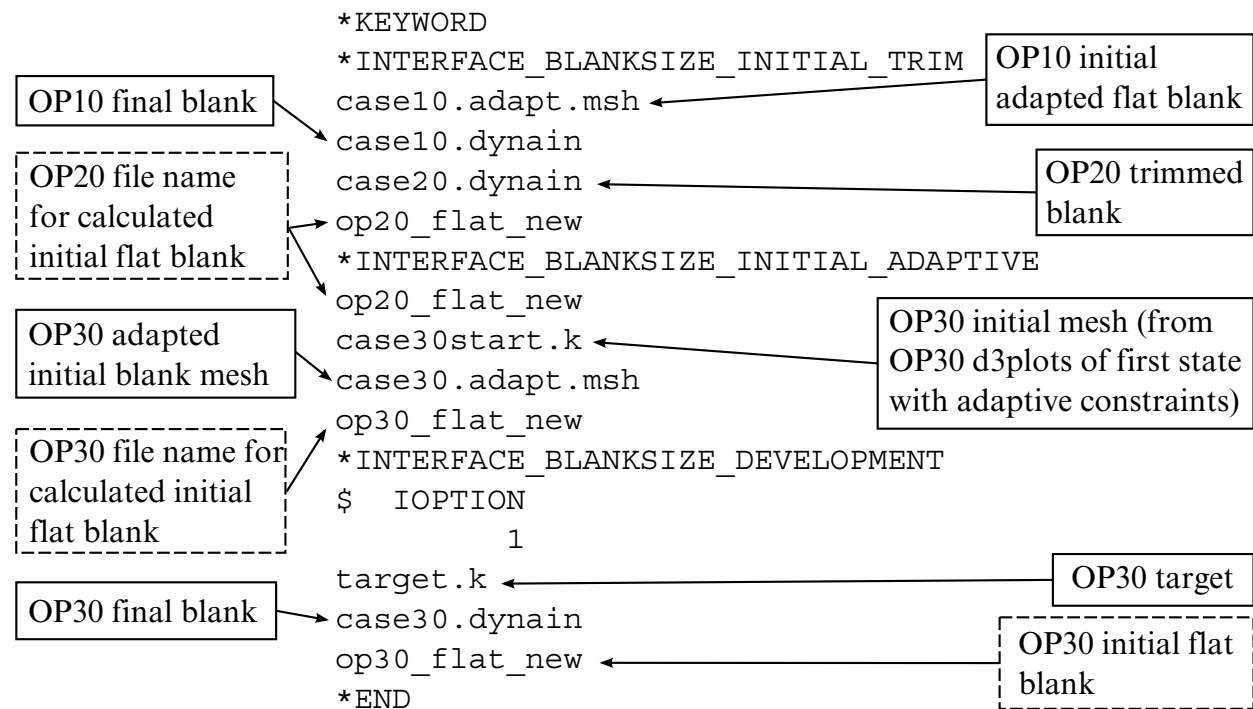 *KEYWORD
*INTERFACE_BLANKSIZE_INITIAL_TRIM
case10.adapt.msh
case10.dynain
case20.dynain
op20_flat_new
*INTERFACE_BLANKSIZE_INITIAL_ADAPTIVE
op20_flat_new
case30start.k
case30.adapt.msh
op30_flat_new
*INTERFACE_BLANKSIZE_DEVELOPMENT
$   IOPTION
1
target.k
case30.dynain
op30_flat_new
*END
OP10 final blank
OP20 file name
for calculated
initial flat blank
OP30 adapted
initial blank mesh
OP30 file name for
calculated initial
flat blank
OP30 final blank
OP10 initial
adapted flat blank
OP20 trimmed
blank
OP30 initial mesh (from
OP30 d3plots of first state
with adaptive constraints)
OP30 target
OP30 initial flat
blank